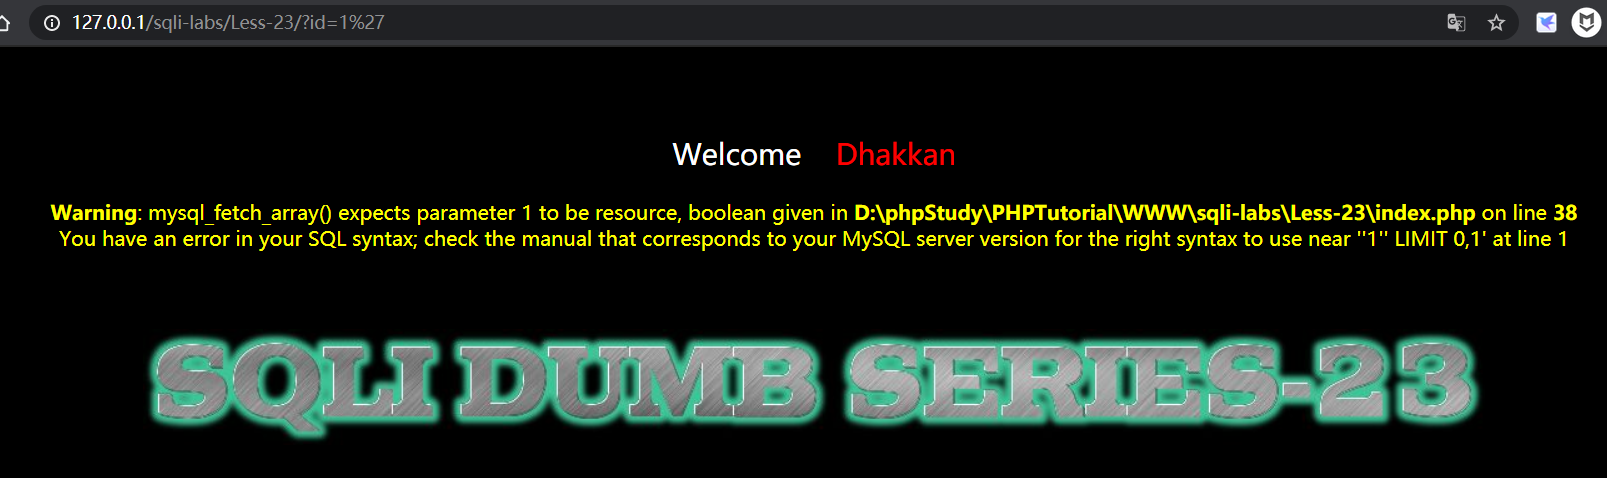 127.0.0.1/sqli-labs/Less-23/?id=1%27
Welcome Dhakkan
Warning: mysql_fetch_array() expects parameter 1 to be resource, boolean given in D:\phpStudy\PHPTutorial\WWW\sqli-labs\Less-23\index.php on line 38
You have an error in your SQL syntax; check the manual that corresponds to your MySQL server version for the right syntax to use near ''1'' LIMIT 0,1' at line 1
SQLI DUMB SERIES-23